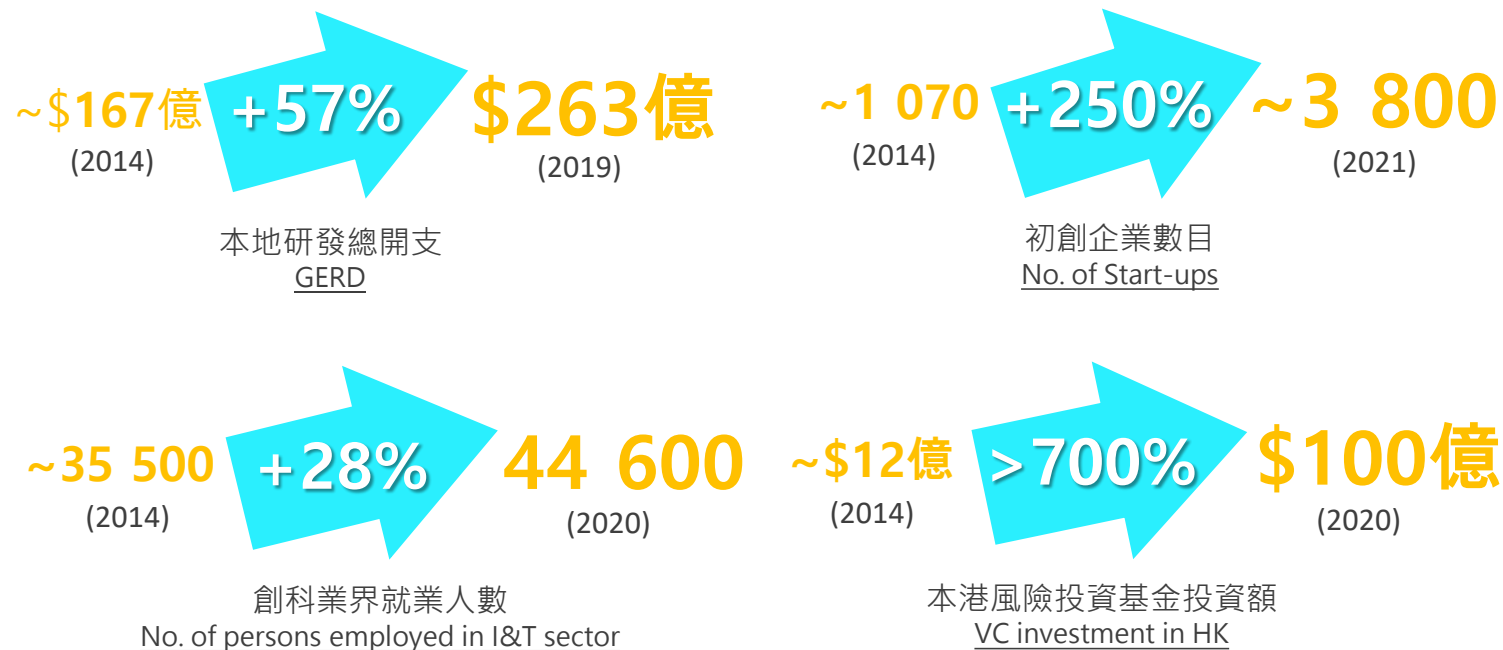 ~$167億 +57% $263億
(2014) (2019)
本地研發總開支
GERD
~1 070 +250% ~3 800
(2014) (2021)
初創企業數目
No. of Start-ups
~35 500 +28% 44 600
(2014) (2020)
創科業界就業人數
No. of persons employed in I&T sector
~$12億 >700% $100億
(2014) (2020)
本港風險投資基金投資額
VC investment in HK